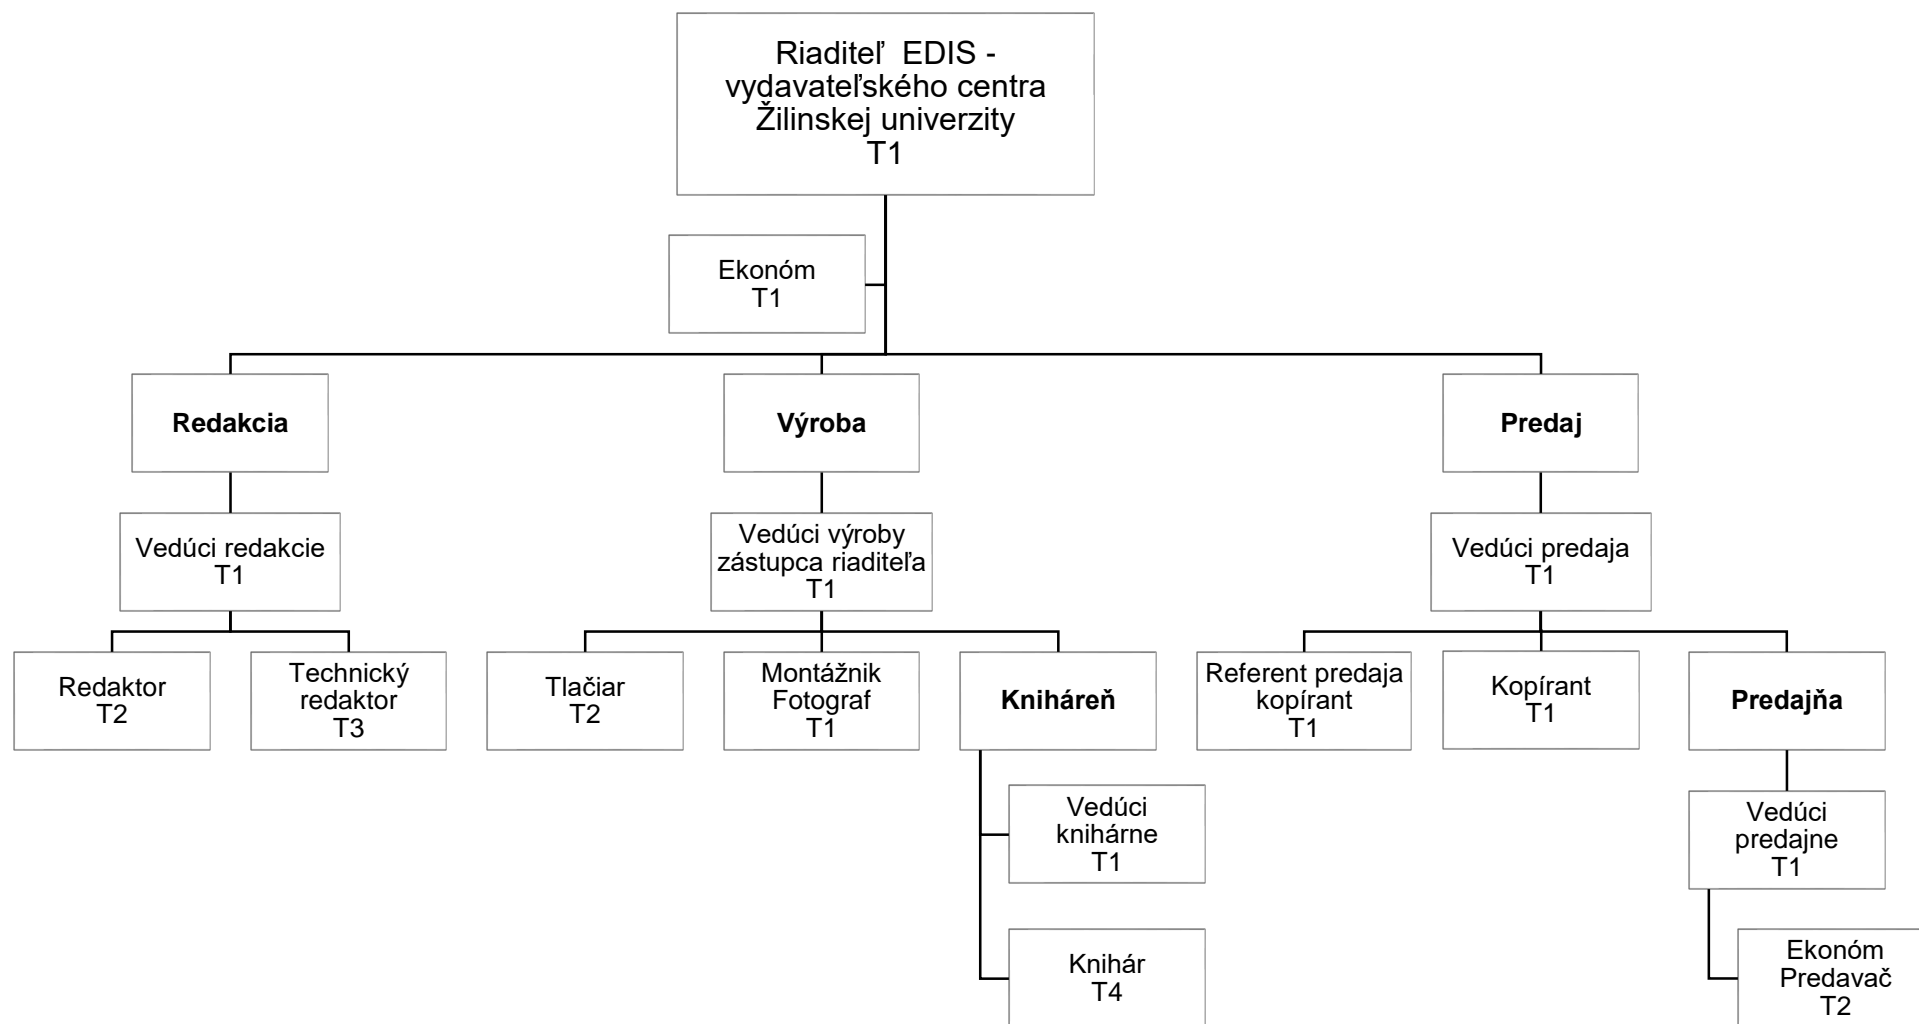 Riaditeľ  EDIS -
vydavateľského centra
Žilinskej univerzity
T1
Ekonóm
T1
Redakcia
Výroba
Predaj
Vedúci redakcie
T1
Vedúci výroby
zástupca riaditeľa
T1
Vedúci predaja
T1
Redaktor
T2
Technický
redaktor
T3
Tlačiar
T2
Montážnik
Fotograf
T1
Kniháreň
Referent predaja
kopírant
T1
Kopírant
T1
Predajňa
Vedúci
knihárne
T1
Vedúci
predajne
T1
Knihár
T4
Ekonóm
Predavač
T2